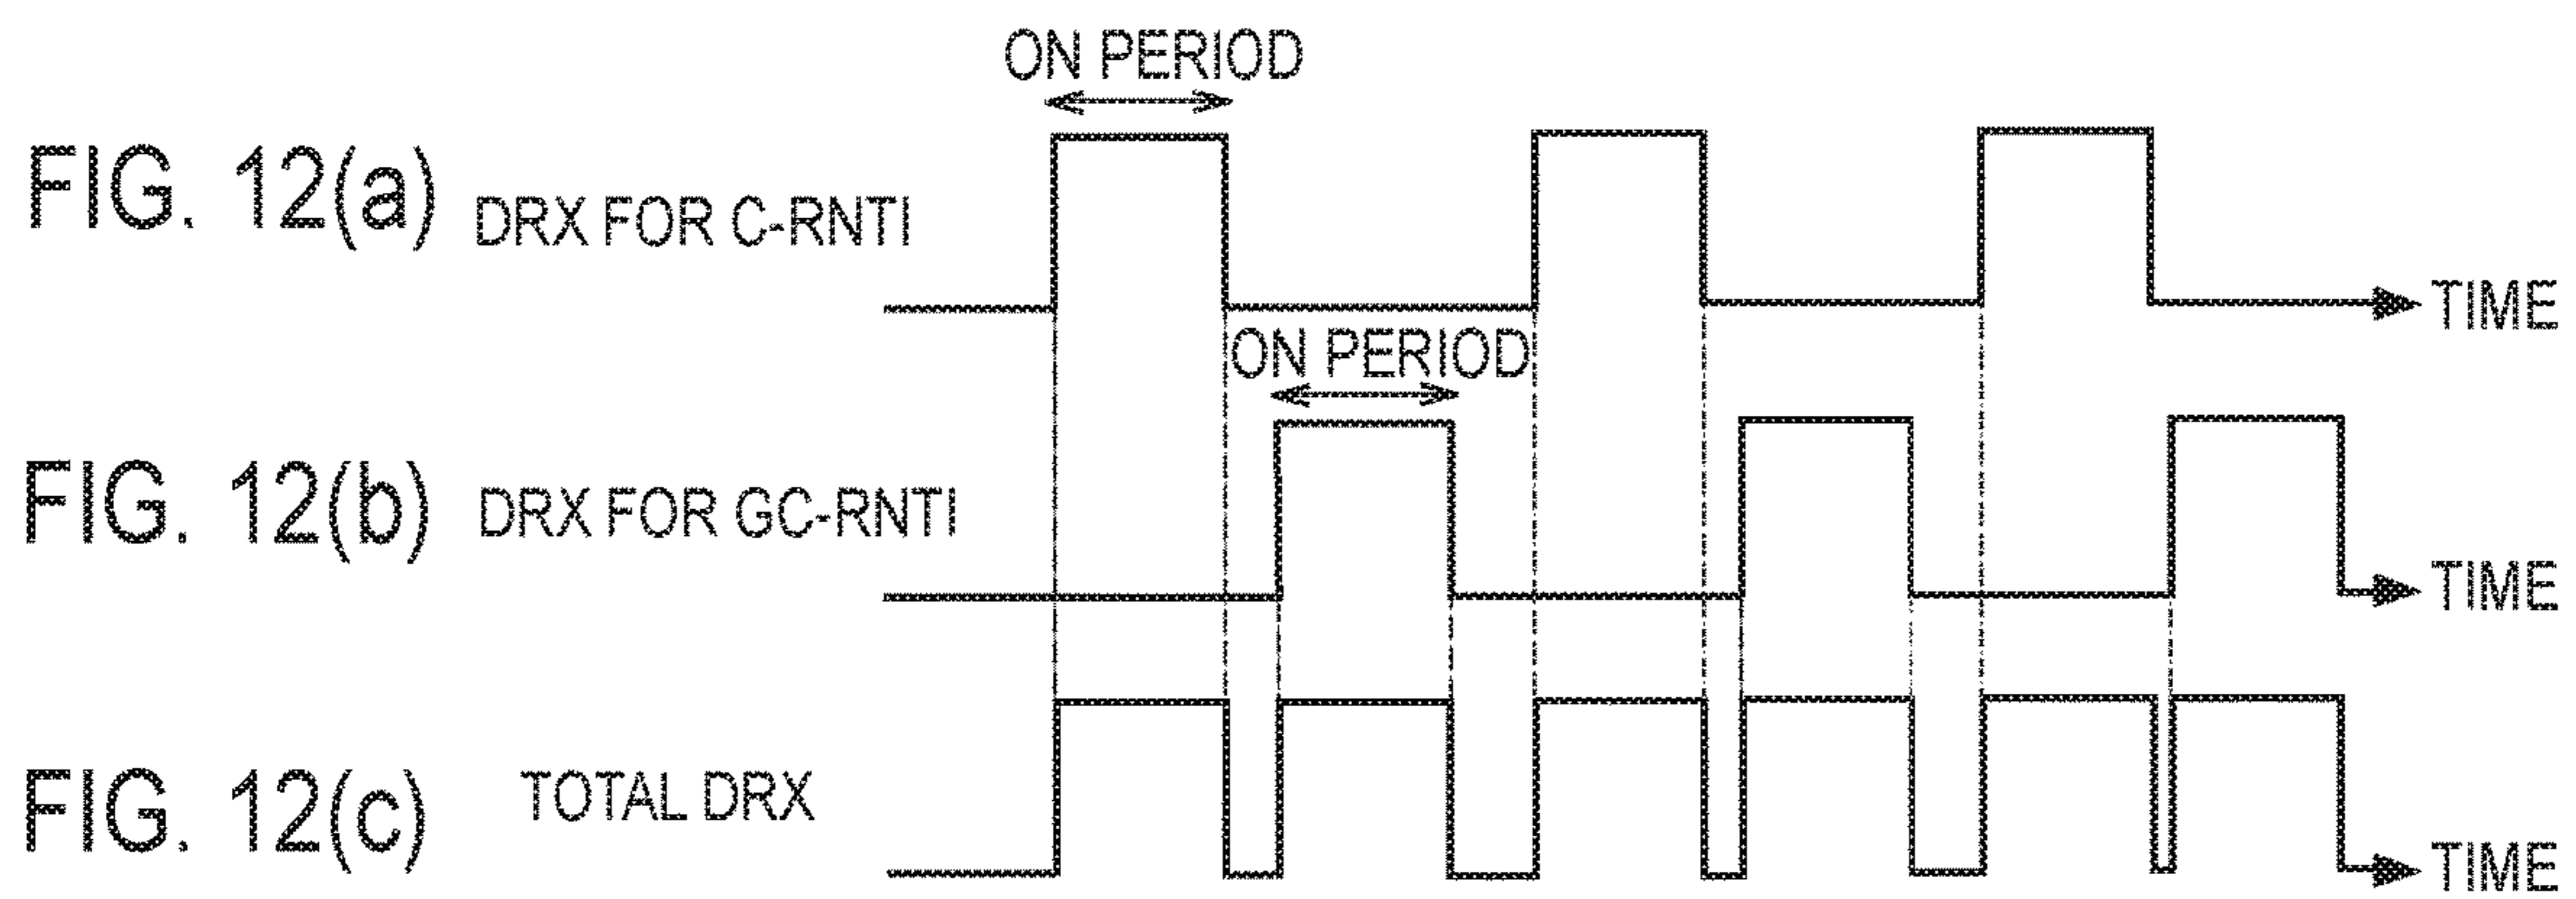 ON PERIOD
FIG. 12(a) DRX FOR C-RNTI
TIME
ON PERIOD
FIG. 12(b) DRX FOR GC-RNTI
TIME
FIG. 12(c) TOTAL DRX
TIME